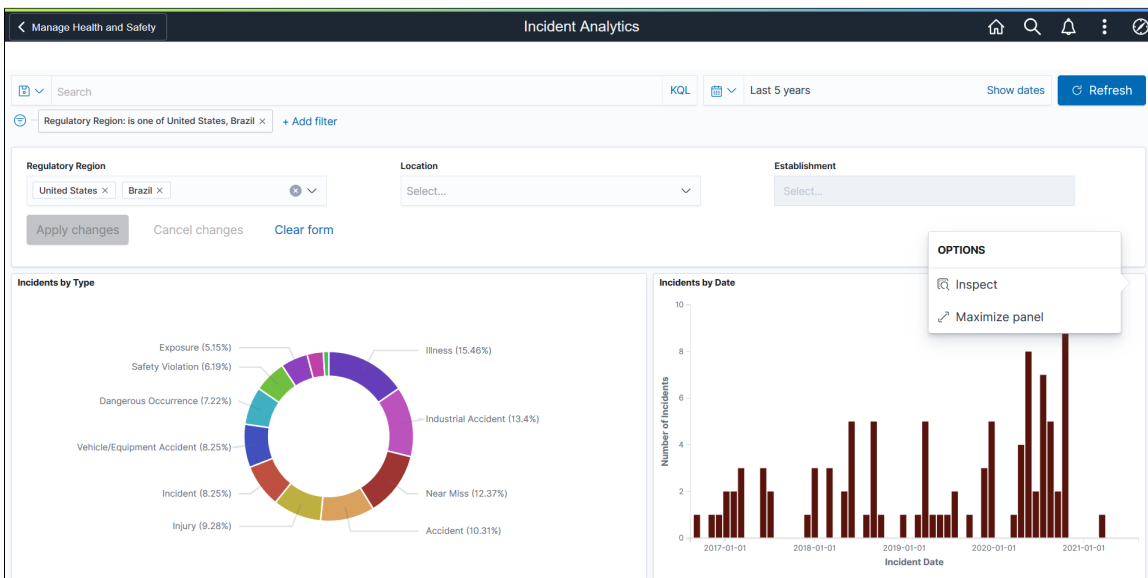 Manage Health and Safety
Incident Analytics
Search
KQL
Last 5 years
Show dates
Refresh
Regulatory Region: is one of United States, Brazil ×
+ Add filter
Regulatory Region
Location
Establishment
United States ×
Brazil ×
Select...
Select...
Apply changes
Cancel changes
Clear form
OPTIONS
Inspect
Maximize panel
Incidents by Type
Exposure (5.15%)
Safety Violation (6.19%)
Dangerous Occurrence (7.22%)
Vehicle/Equipment Accident (8.25%)
Incident (8.25%)
Injury (9.28%)
Illness (15.46%)
Industrial Accident (13.4%)
Near Miss (12.37%)
Accident (10.31%)
Incidents by Date
10
8
6
4
2
0
Number of Incidents
2017-01-01
2018-01-01
2019-01-01
2020-01-01
2021-01-01
Incident Date